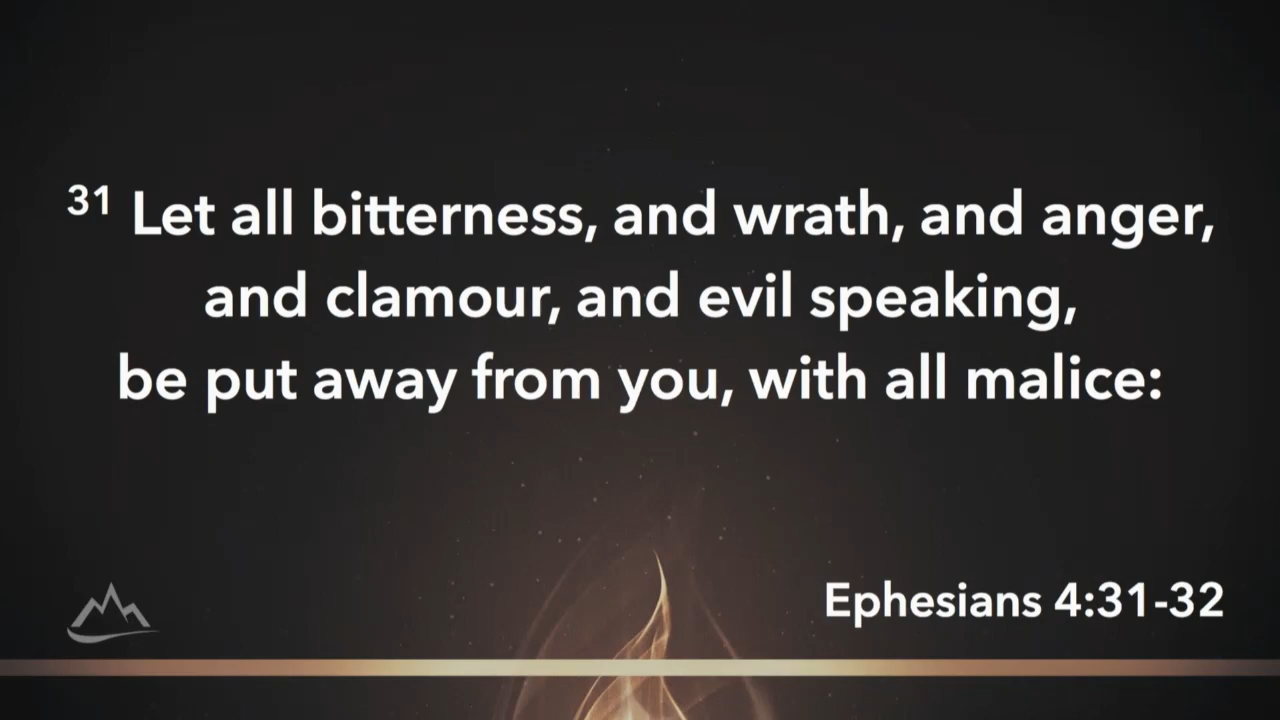 31 Let all bitterness, and wrath, and anger,
and clamour, and evil speaking,
be put away from you, with all malice:
Ephesians 4:31-32